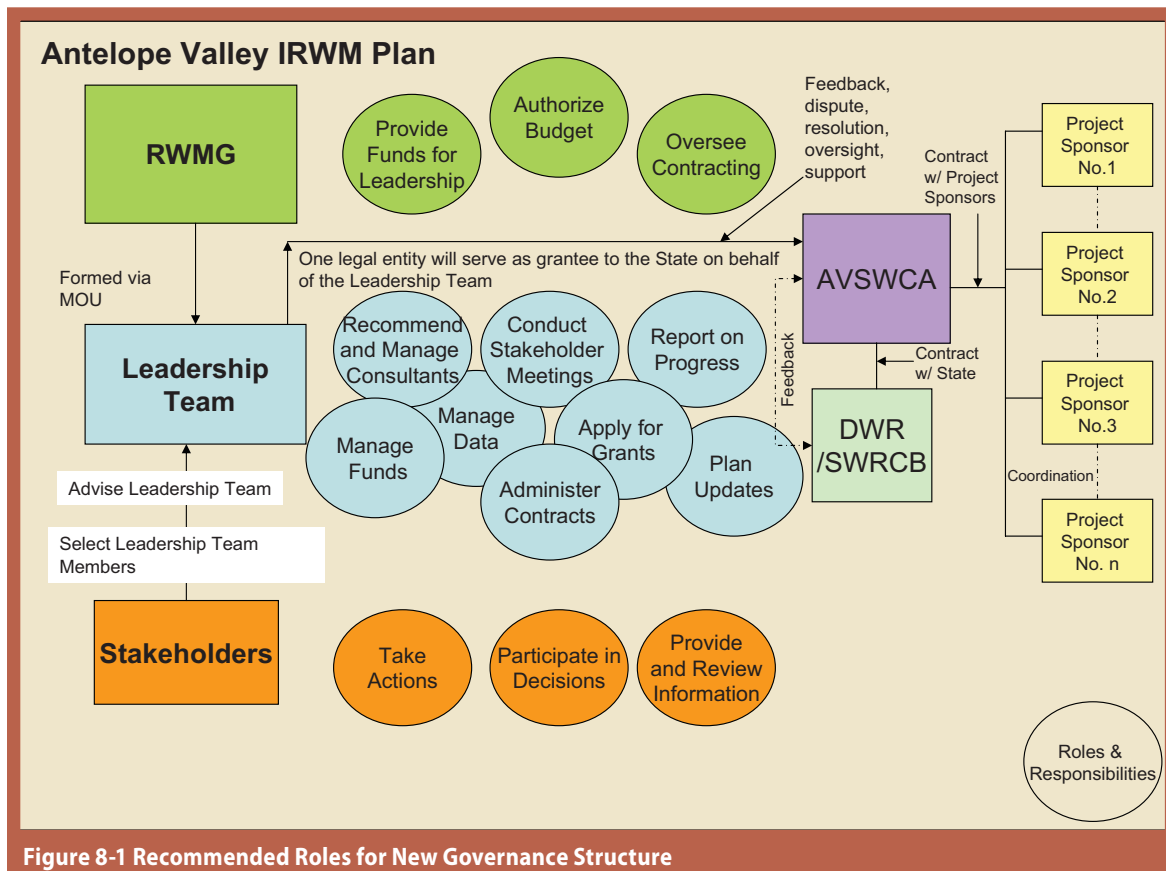 Antelope Valley IRWM Plan
RWMG
Provide
Funds for
Leadership
Authorize
Budget
Oversee
Contracting
Feedback,
dispute,
resolution,
oversight,
support
Contract
w/ Project
Sponsors
Project
Sponsor
No.1
Formed via
MOU
One legal entity will serve as grantee to the State on behalf
of the Leadership Team
AVSWCA
Project
Sponsor
No.2
Leadership
Team
Recommend
and Manage
Consultants
Conduct
Stakeholder
Meetings
Report on
Progress
Manage
Funds
Manage
Data
Apply for
Grants
Administer
Contracts
Plan
Updates
Feedback
Contract
w/ State
DWR
/SWRCB
Project
Sponsor
No.3
Coordination
Project
Sponsor
No. n
Advise Leadership Team
Select Leadership Team
Members
Stakeholders
Take
Actions
Participate in
Decisions
Provide
and Review
Information
Roles &
Responsibilities
Figure 8-1 Recommended Roles for New Governance Structure